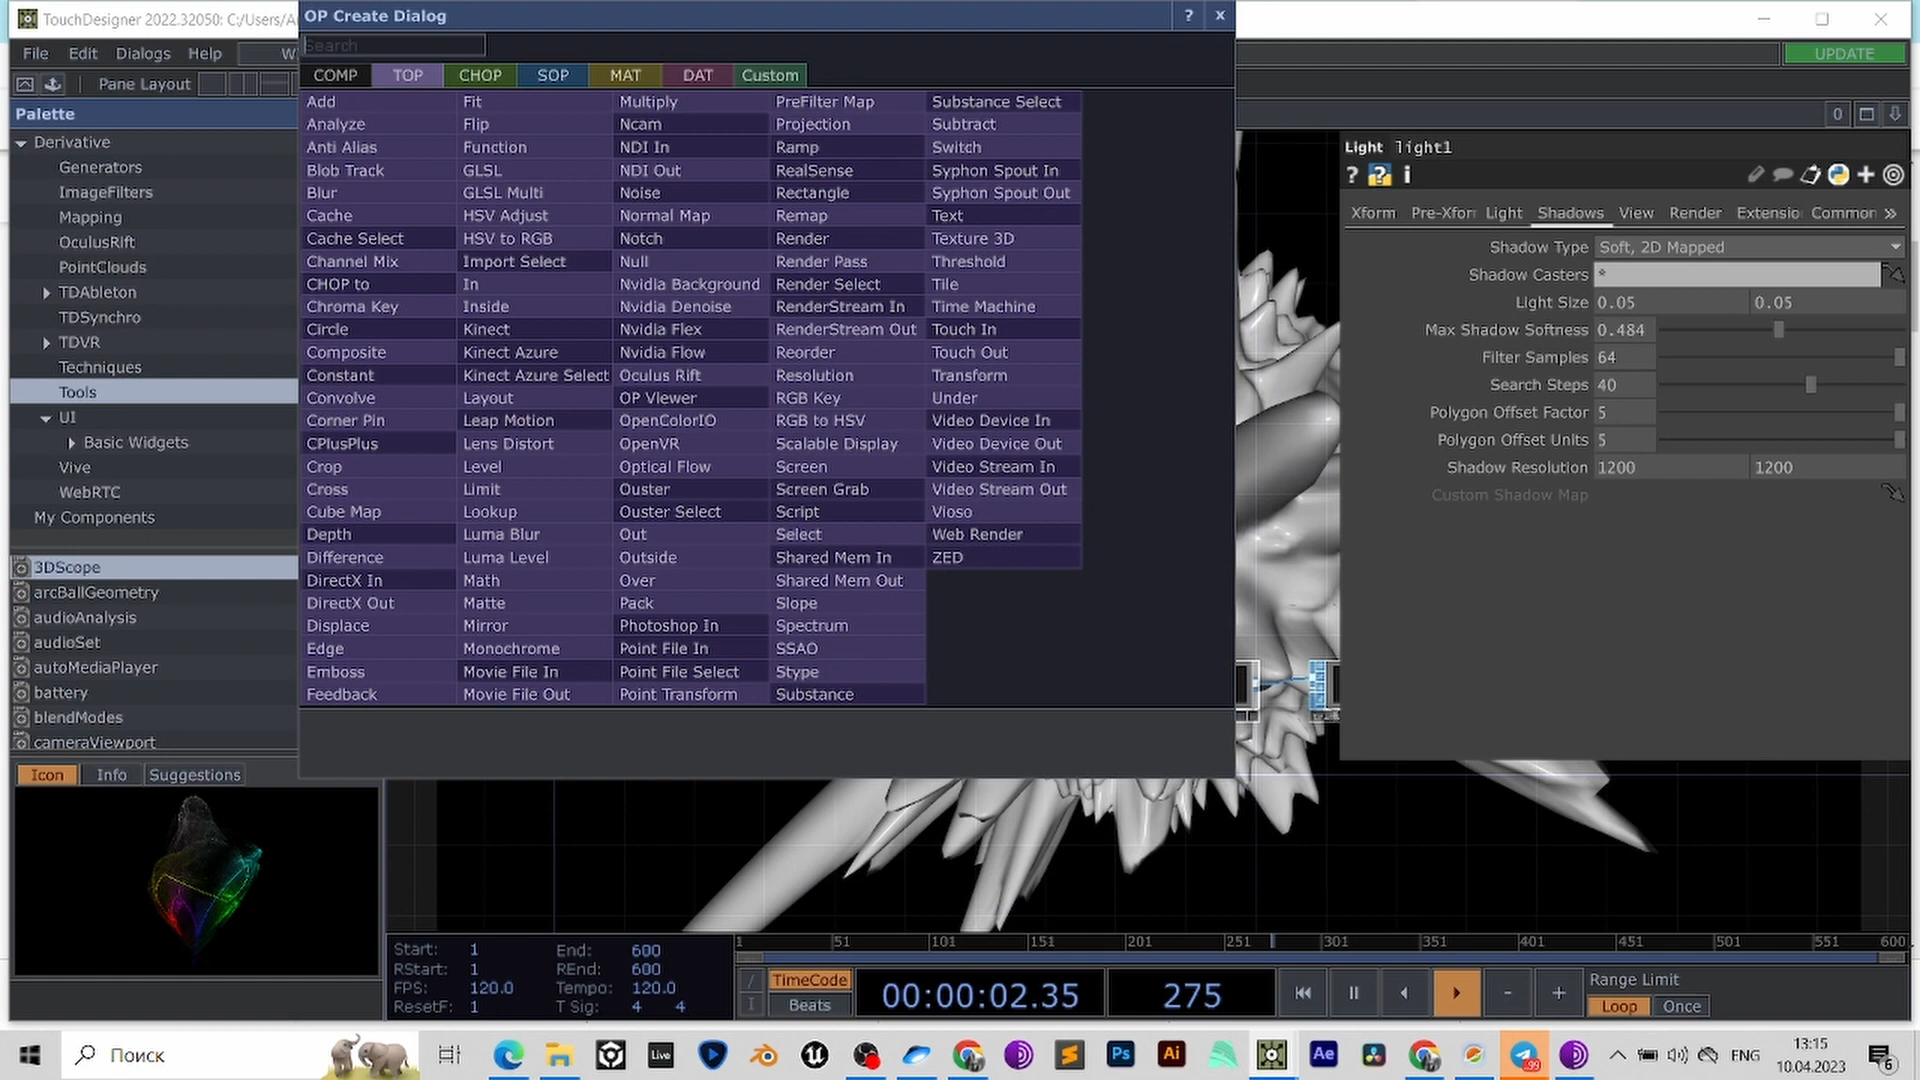 TouchDesigner 2022.32050: C:/Users/A
OP Create Dialog
? x
File Edit Dialogs Help
Search
UPDATE
COMP TOP CHOP SOP MAT DAT Custom
Pane Layout
Palette
0
Derivative
Generators
ImageFilters
Mapping
OculusRift
PointClouds
TDAbleton
TDSynchro
TDVR
Techniques
Tools
UI
Basic Widgets
Vive
WebRTC
My Components
3DScope
arcBallGeometry
audioAnalysis
audioSet
autoMediaPlayer
battery
blendModes
cameraViewport
Icon Info Suggestions
Add Fit Multiply PreFilter Map Substance Select
Analyze Flip Ncam Projection Subtract
Anti Alias Function NDI In Ramp Switch
Blob Track GLSL NDI Out RealSense Syphon Spout In
Blur GLSL Multi Noise Rectangle Syphon Spout Out
Cache HSV Adjust Normal Map Remap Text
Cache Select HSV to RGB Notch Render Texture 3D
Channel Mix Import Select Null Render Pass Threshold
CHOP to In Nvidia Background Render Select Tile
Chroma Key Inside Nvidia Denoise RenderStream In Time Machine
Circle Kinect Nvidia Flex RenderStream Out Touch In
Composite Kinect Azure Nvidia Flow Reorder Touch Out
Constant Kinect Azure Select Oculus Rift Resolution Transform
Convolve Layout OP Viewer RGB Key Under
Corner Pin Leap Motion OpenColorIO RGB to HSV Video Device In
CPlusPlus Lens Distort OpenVR Scalable Display Video Device Out
Crop Level Optical Flow Screen Video Stream In
Cross Limit Ouster Screen Grab Video Stream Out
Cube Map Lookup Ouster Select Script Vioso
Depth Luma Blur Out Select Web Render
Difference Luma Level Outside Shared Mem In ZED
DirectX In Math Over Shared Mem Out
DirectX Out Matte Pack Slope
Displace Mirror Photoshop In Spectrum
Edge Monochrome Point File In SSAO
Emboss Movie File In Point File Select Stype
Feedback Movie File Out Point Transform Substance
Light light1
? ? i
Xform Pre-Xfor Light Shadows View Render Extensio Common »
Shadow Type Soft, 2D Mapped
Shadow Casters *
Light Size 0.05 0.05
Max Shadow Softness 0.484
Filter Samples 64
Search Steps 40
Polygon Offset Factor 5
Polygon Offset Units 5
Shadow Resolution 1200 1200
Custom Shadow Map
Start: 1 End: 600
RStart: 1 REnd: 600
FPS: 120.0 Tempo: 120.0
ResetF: 1 T Sig: 4 4
1 51 101 151 201 251 301 351 401 451 501 551 600
/ TimeCode
I Beats
00:00:02.35
275
- +
Range Limit
Loop Once
Поиск
Live
Ps
Ai
Ae
.99
ENG
13:15
10.04.2023
6